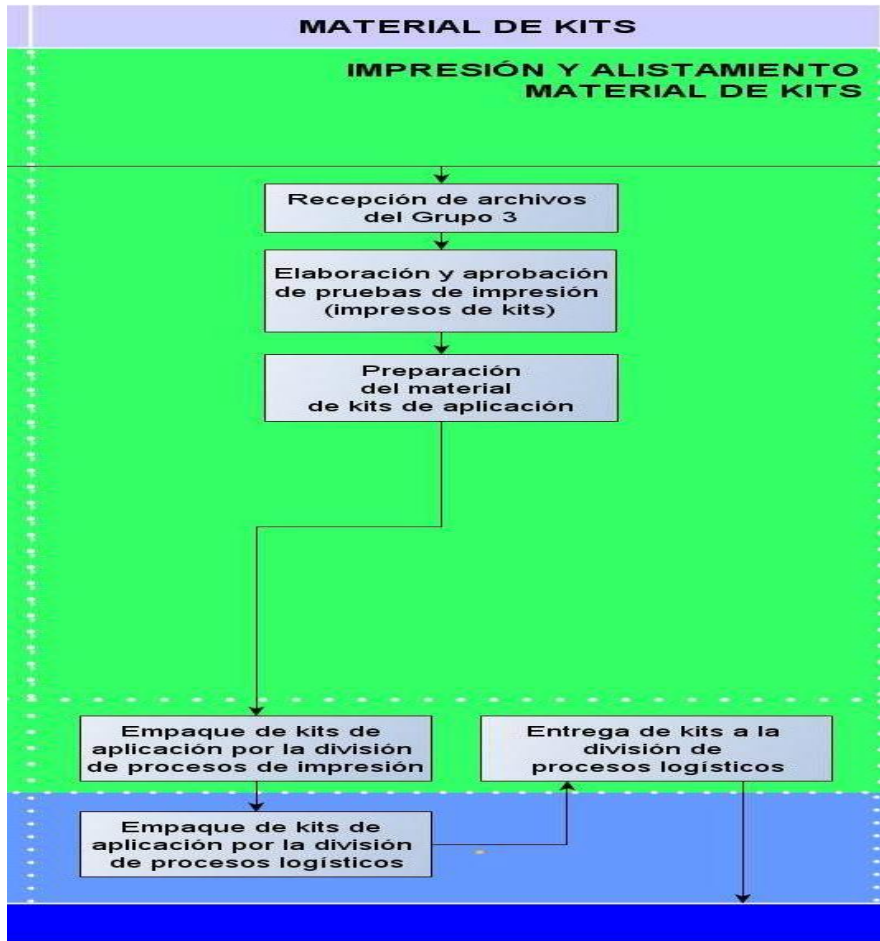 MATERIAL DE KITS
IMPRESIÓN Y ALISTAMIENTO
MATERIAL DE KITS
Recepción de archivos
del Grupo 3
Elaboración y aprobación
de pruebas de impresión
(impresos de kits)
Preparación
del material
de kits de aplicación
Empaque de kits de
aplicación por la división
de procesos de impresión
Entrega de kits a la
división de
procesos logísticos
Empaque de kits de
aplicación por la división
de procesos logísticos